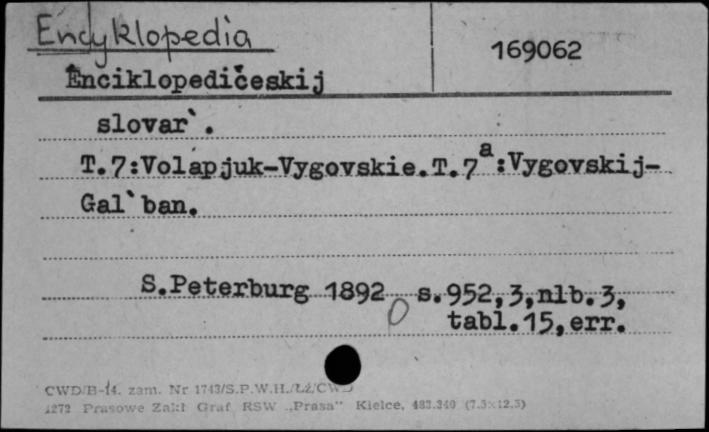 Encyklopedia
169062
Enciklopedičeskij
slovar`.
T.7:Volapjuk-Vygovskie.T.7a:Vygovskij-
Gal`ban.
S.Peterburg 1892 s.952,3,nlb.3,
tabl.15,err.
CWD/B-14. zam. Nr 1743/S.P.W.H./ŁŻ/CWD
1272 Prasowe Zakł Graf RSW „Prasa" Kielce, 483.340 (7.5×12.5)